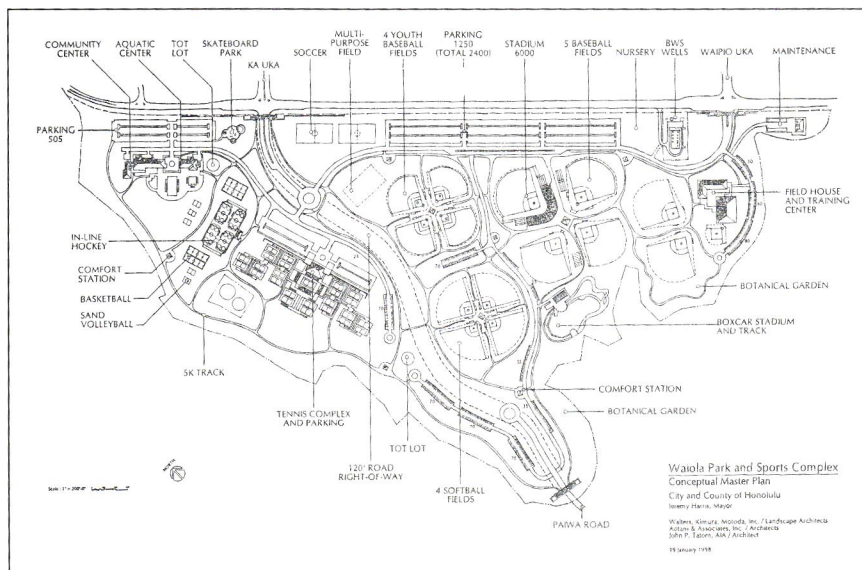 COMMUNITY
CENTER
AQUATIC
CENTER
TOT
LOT
SKATEBOARD
PARK
KA UKA
SOCCER
MULTI-
PURPOSE
FIELD
4 YOUTH
BASEBALL
FIELDS
PARKING
1250
(TOTAL 2400)
STADIUM
6000
5 BASEBALL
FIELDS
NURSERY
BWS
WELLS
WAIPIO UKA
MAINTENANCE
PARKING
505
FIELD HOUSE
AND TRAINING
CENTER
IN-LINE
HOCKEY
COMFORT
STATION
BASKETBALL
SAND
VOLLEYBALL
BOTANICAL GARDEN
BOXCAR STADIUM
AND TRACK
5K TRACK
COMFORT STATION
BOTANICAL GARDEN
TENNIS COMPLEX
AND PARKING
TOT LOT
120' ROAD
RIGHT-OF-WAY
4 SOFTBALL
FIELDS
PAIWA ROAD
NORTH
Scale : 1" = 200'-0"
Waiola Park and Sports Complex
Conceptual Master Plan
City and County of Honolulu
Jeremy Harris, Mayor
Walters, Kimura, Motoda, Inc. / Landscape Architects
Aotani & Associates, Inc. / Architects
John P. Tatom, AIA / Architect
19 January 1998